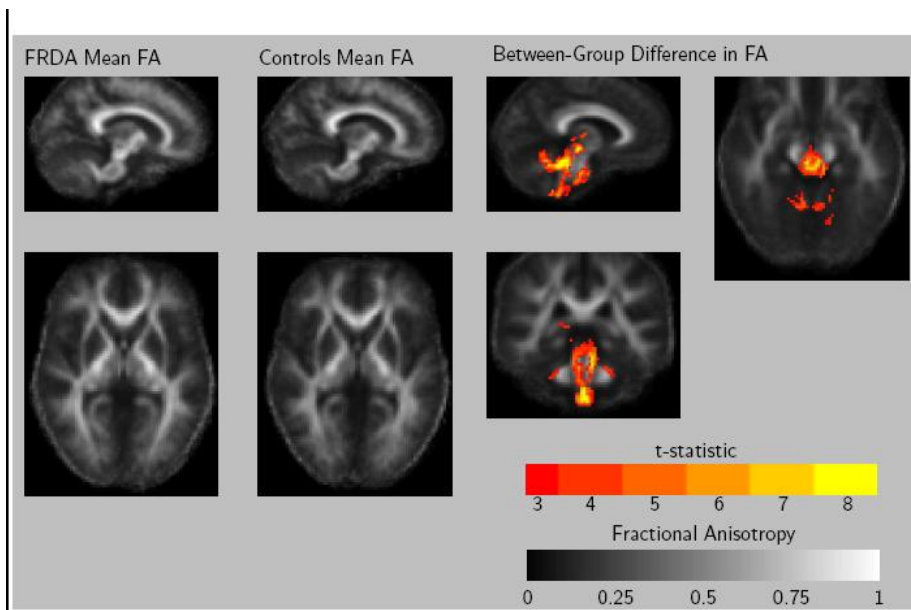 FRDA Mean FA
Controls Mean FA
Between-Group Difference in FA
t-statistic
3 4 5 6 7 8
Fractional Anisotropy
0 0.25 0.5 0.75 1